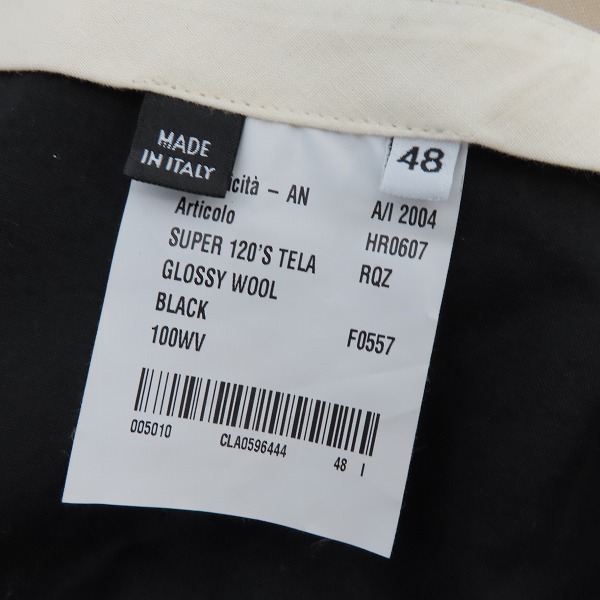 MADE
IN ITALY
48
icità - AN
Articolo A/I 2004
SUPER 120'S TELA HR0607
GLOSSY WOOL RQZ
BLACK
100WV F0557
005010 CLA0596444 48 I